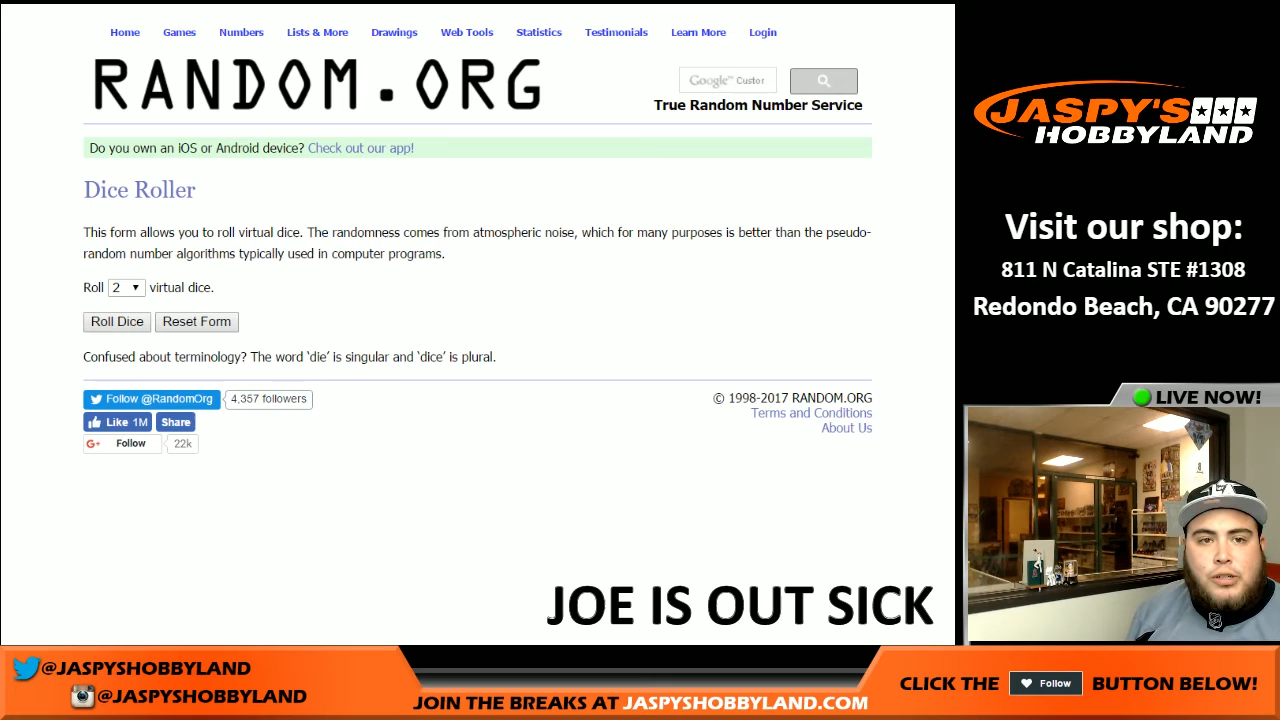 Home Games Numbers Lists & More Drawings Web Tools Statistics Testimonials Learn More Login
RANDOM.ORG
Google™ Custor
True Random Number Service
Do you own an iOS or Android device? Check out our app!
Dice Roller
This form allows you to roll virtual dice. The randomness comes from atmospheric noise, which for many purposes is better than the pseudo-
random number algorithms typically used in computer programs.
Roll 2 virtual dice.
Roll Dice Reset Form
Confused about terminology? The word ‘die’ is singular and ‘dice’ is plural.
Follow @RandomOrg 4,357 followers
Like 1M Share
G+ Follow 22k
© 1998-2017 RANDOM.ORG
Terms and Conditions
About Us
JOE IS OUT SICK
JASPY'S
HOBBYLAND
Visit our shop:
811 N Catalina STE #1308
Redondo Beach, CA 90277
LIVE NOW!
@JASPYSHOBBYLAND
@JASPYSHOBBYLAND
JOIN THE BREAKS AT JASPYSHOBBYLAND.COM
CLICK THE Follow BUTTON BELOW!